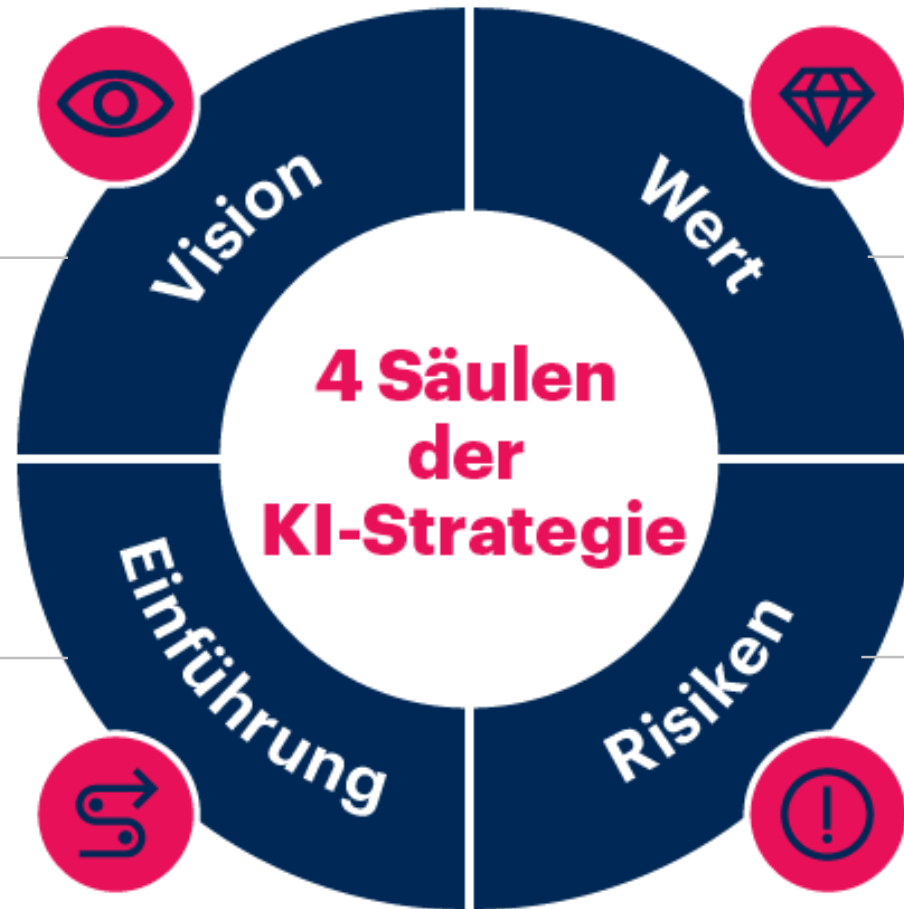 Vision
Wert
4 Säulen
der
KI-Strategie
Einführung
Risiken